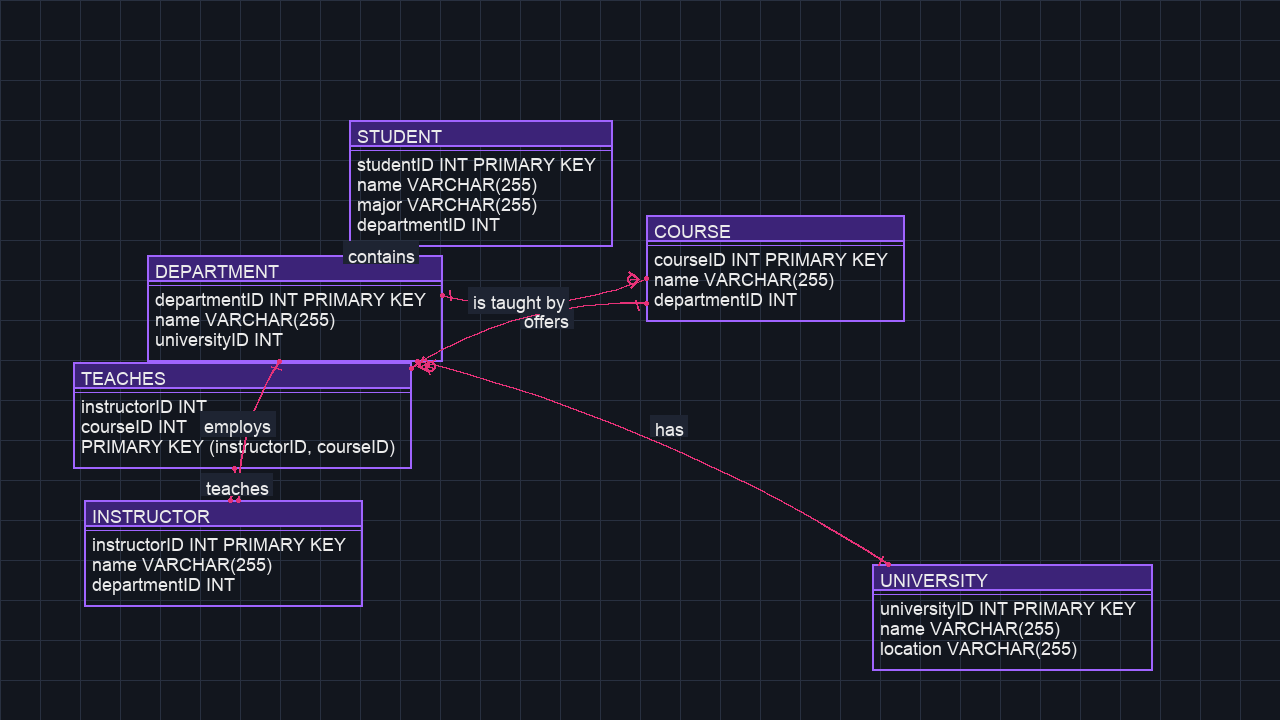 STUDENT
studentID INT PRIMARY KEY
name VARCHAR(255)
major VARCHAR(255)
departmentID INT
contains
COURSE
courseID INT PRIMARY KEY
name VARCHAR(255)
departmentID INT
DEPARTMENT
departmentID INT PRIMARY KEY
name VARCHAR(255)
universityID INT
is taught by
offers
TEACHES
instructorID INT
courseID INT
PRIMARY KEY (instructorID, courseID)
employs
has
teaches
INSTRUCTOR
instructorID INT PRIMARY KEY
name VARCHAR(255)
departmentID INT
UNIVERSITY
universityID INT PRIMARY KEY
name VARCHAR(255)
location VARCHAR(255)